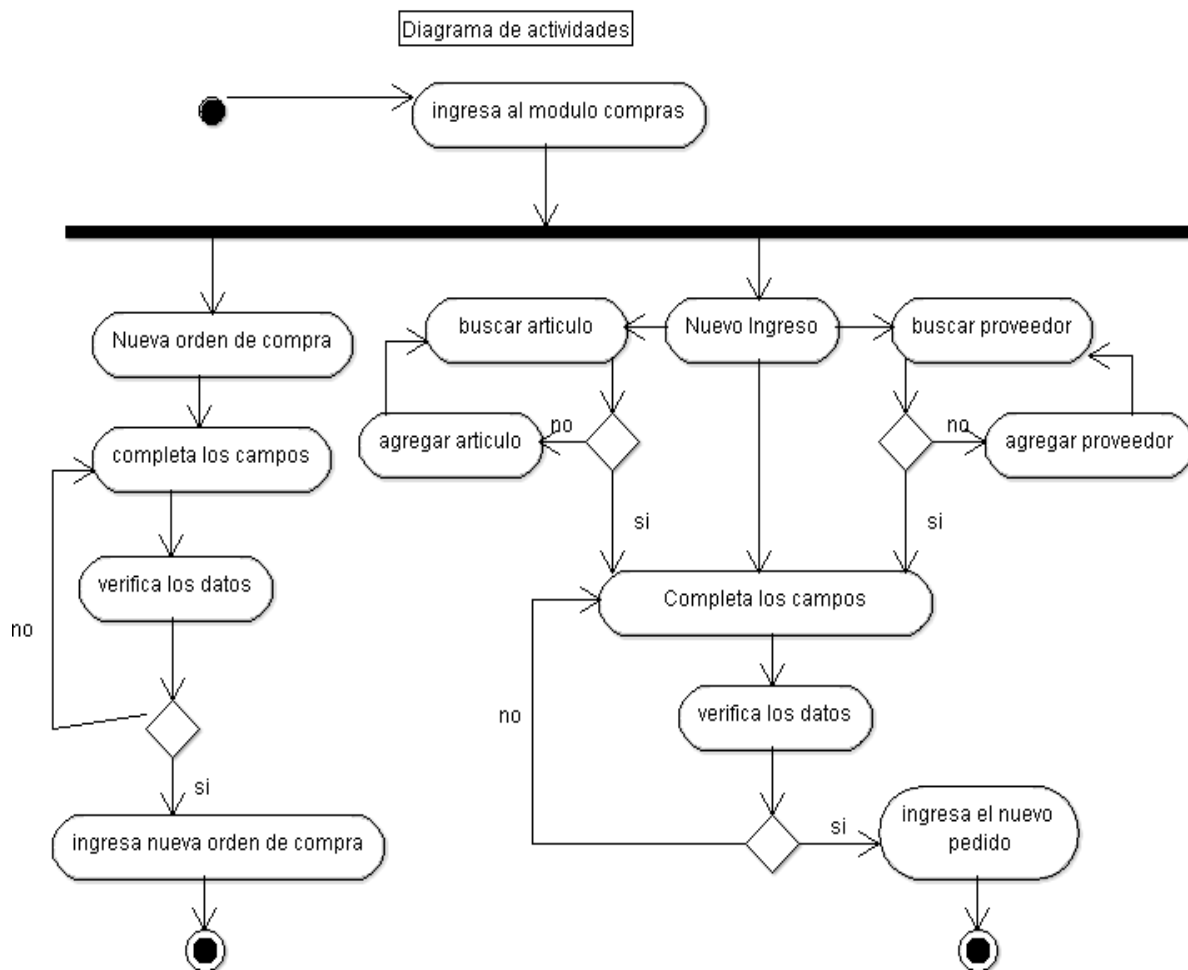 Diagrama de actividades
ingresa al modulo compras
buscar articulo
Nuevo Ingreso
buscar proveedor
Nueva orden de compra
agregar articulo
no
no
agregar proveedor
completa los campos
si
si
verifica los datos
Completa los campos
no
no
verifica los datos
si
ingresa nueva orden de compra
si
ingresa el nuevo
pedido